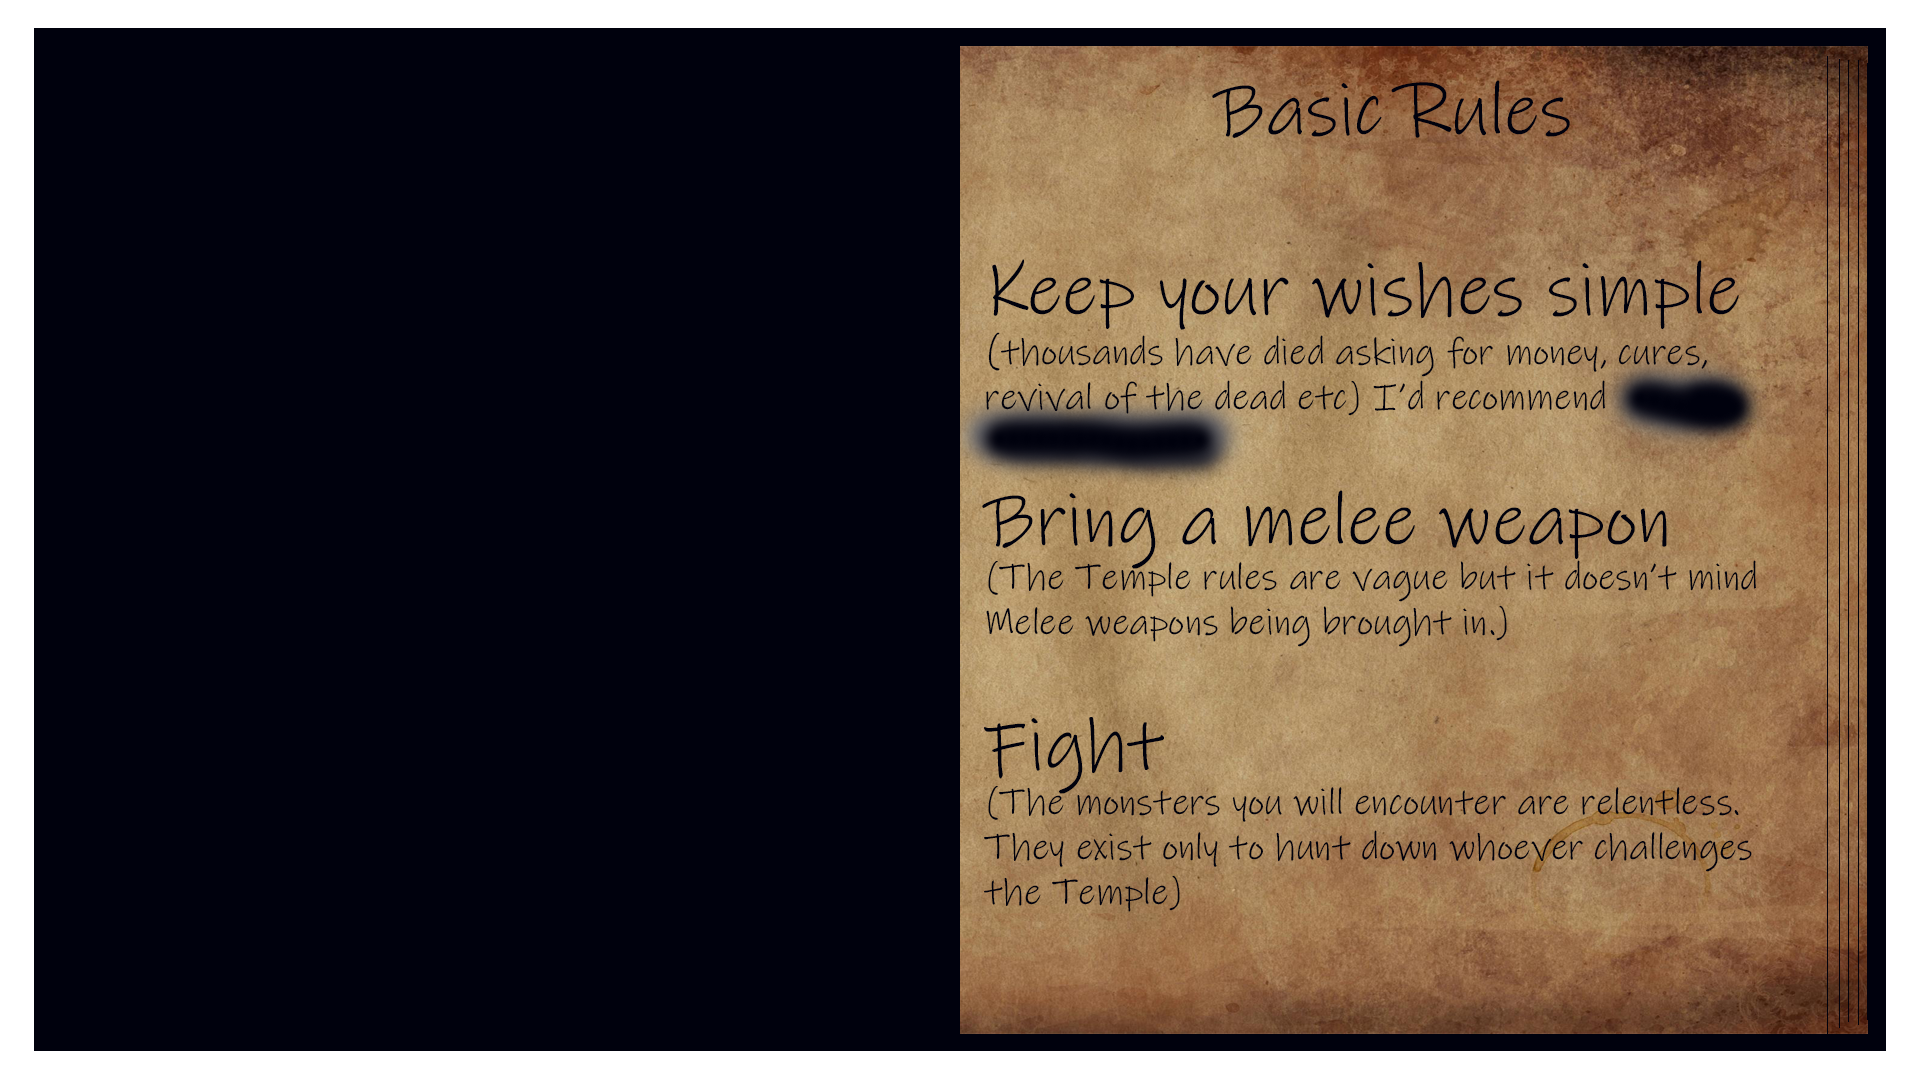 Basic Rules
Keep your wishes simple
(thousands have died asking for money, cures,
revival of the dead etc) I'd recommend
Bring a melee weapon
(The Temple rules are vague but it doesn't mind
Melee weapons being brought in.)
Fight
(The monsters you will encounter are relentless.
They exist only to hunt down whoever challenges
the Temple)